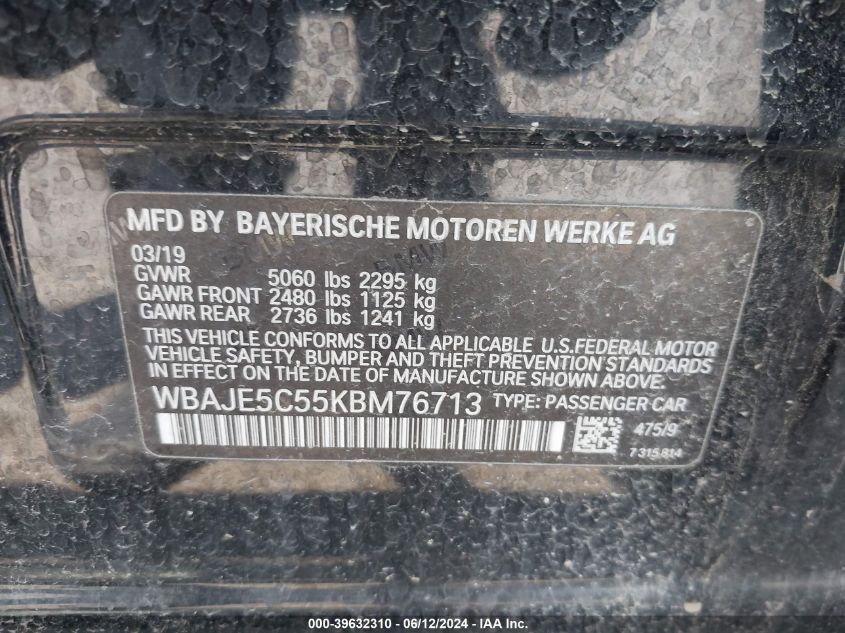 MFD BY BAYERISCHE MOTOREN WERKE AG
03/19
GVWR 5060 lbs 2295 kg
GAWR FRONT 2480 lbs 1125 kg
GAWR REAR 2736 lbs 1241 kg
THIS VEHICLE CONFORMS TO ALL APPLICABLE U.S.FEDERAL MOTOR
VEHICLE SAFETY, BUMPER AND THEFT PREVENTION STANDARDS
IN EFFECT ON THE DATE OF MANUFACTURE SHOWN ABOVE.
WBAJE5C55KBM76713 TYPE: PASSENGER CAR
475/9
7 315 814
000-39632310 - 06/12/2024 - IAA Inc.